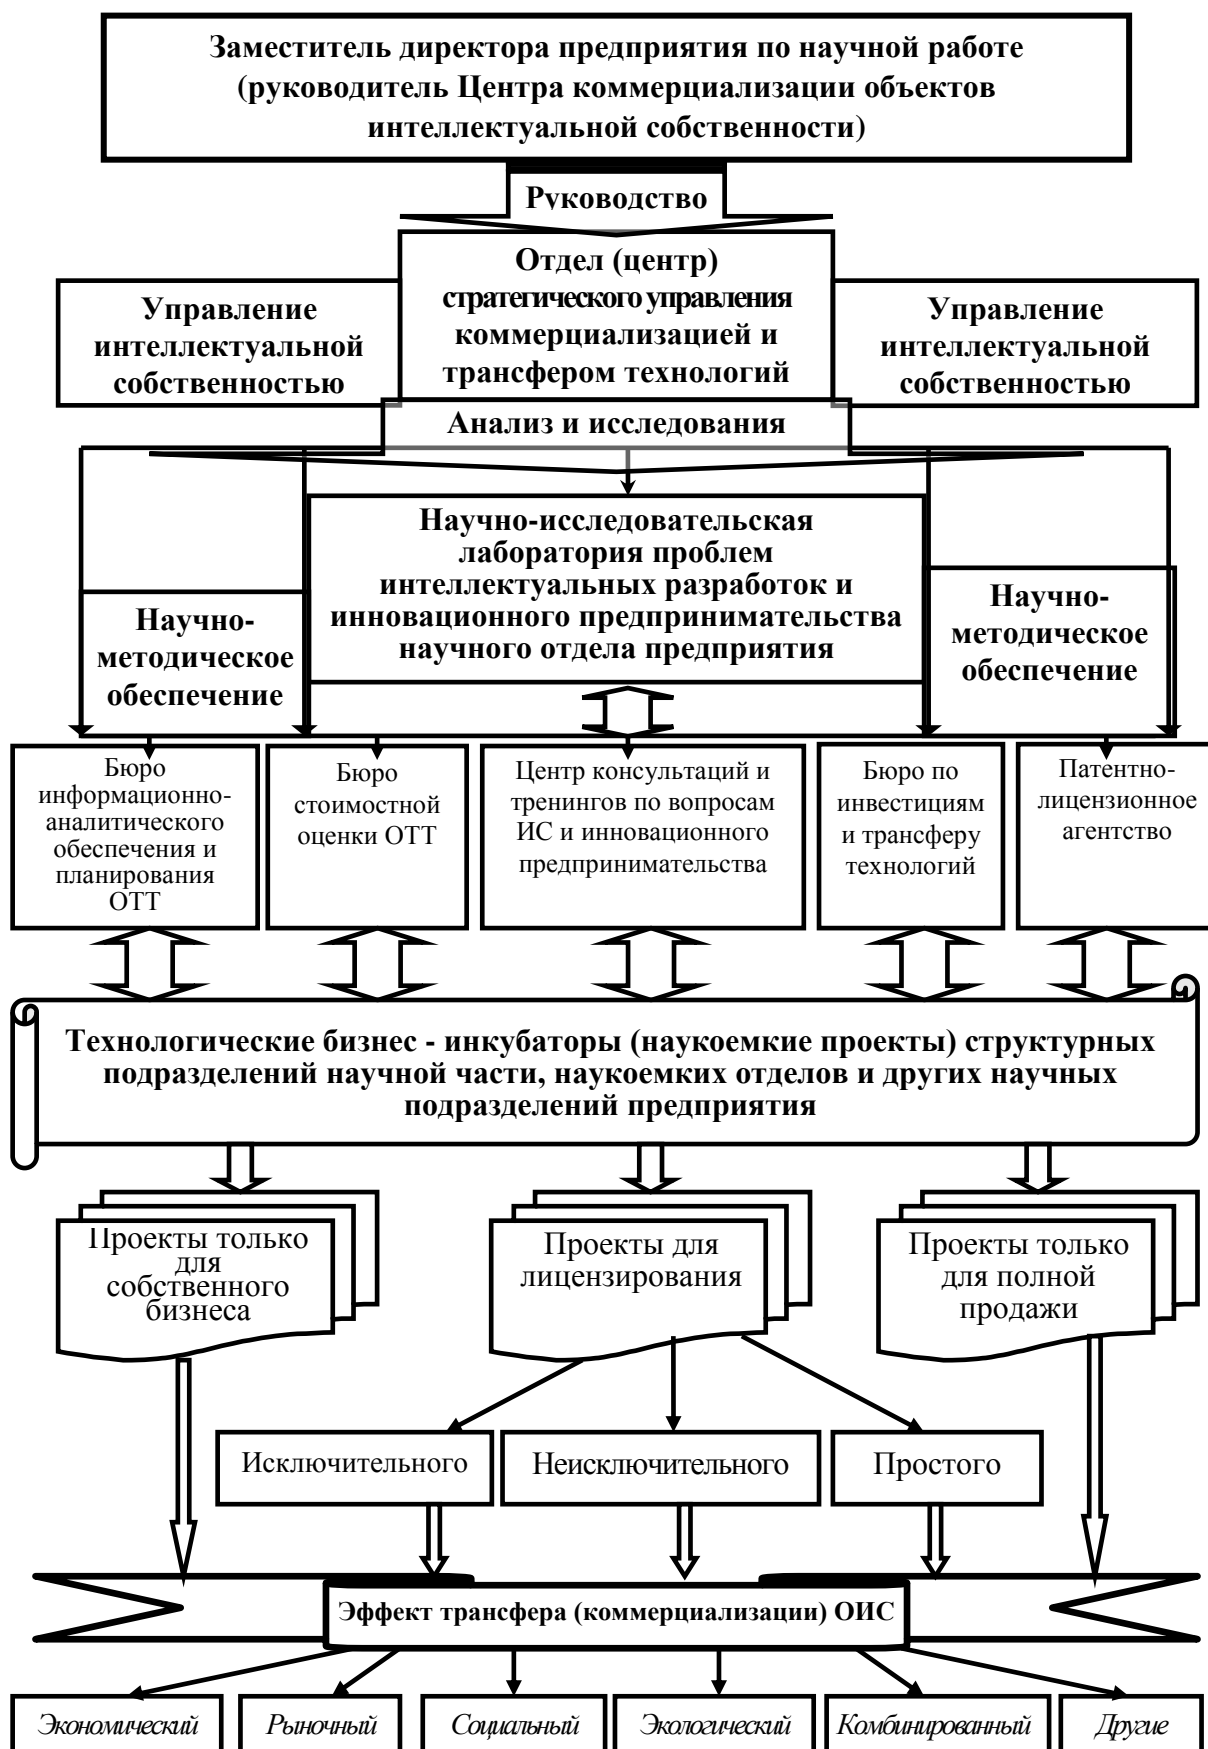 Заместитель директора предприятия по научной работе
(руководитель Центра коммерциализации объектов
интеллектуальной собственности)
Руководство
Отдел (центр)
стратегического управления
коммерциализацией и
трансфером технологий
Управление
интеллектуальной
собственностью
Управление
интеллектуальной
собственностью
Анализ и исследования
Научно-исследовательская
лаборатория проблем
интеллектуальных разработок и
инновационного предпринимательства
научного отдела предприятия
Научно-
методическое
обеспечение
Научно-
методическое
обеспечение
Бюро
информационно-
аналитического
обеспечения и
планирования
ОТТ
Бюро
стоимостной
оценки ОТТ
Центр консультаций и
тренингов по вопросам
ИС и инновационного
предпринимательства
Бюро по
инвестициям
и трансферу
технологий
Патентно-
лицензионное
агентство
Технологические бизнес - инкубаторы (наукоемкие проекты) структурных
подразделений научной части, наукоемких отделов и других научных
подразделений предприятия
Проекты только
для
собственного
бизнеса
Проекты для
лицензирования
Проекты только
для полной
продажи
Исключительного
Неисключительного
Простого
Эффект трансфера (коммерциализации) ОИС
Экономический
Рыночный
Социальный
Экологический
Комбинированный
Другие